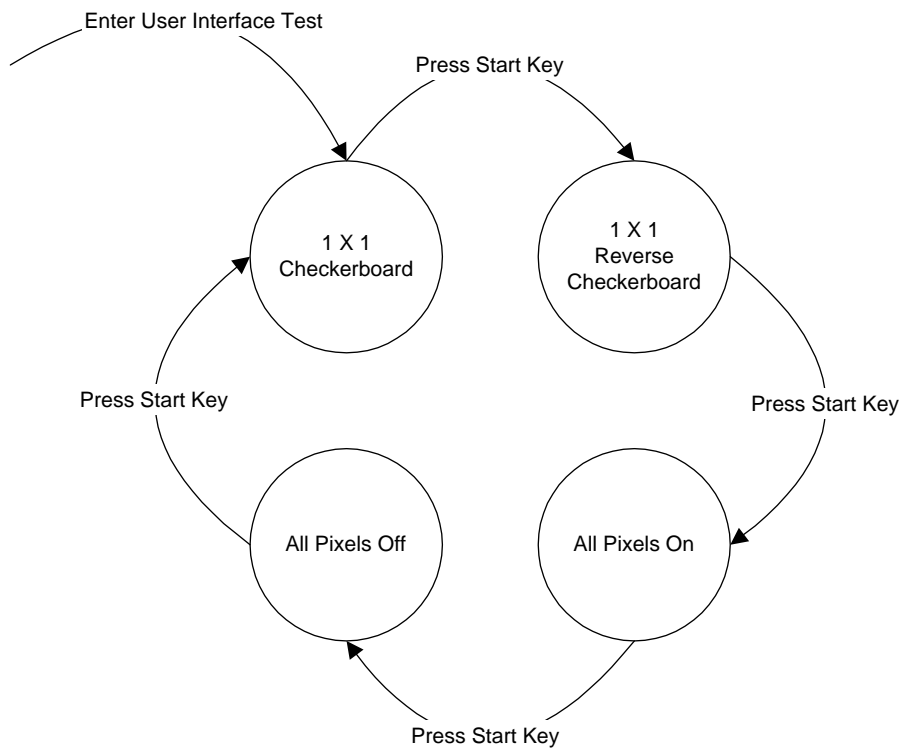 Enter User Interface Test
Press Start Key
1 X 1
Checkerboard
1 X 1
Reverse
Checkerboard
Press Start Key
Press Start Key
All Pixels Off
All Pixels On
Press Start Key